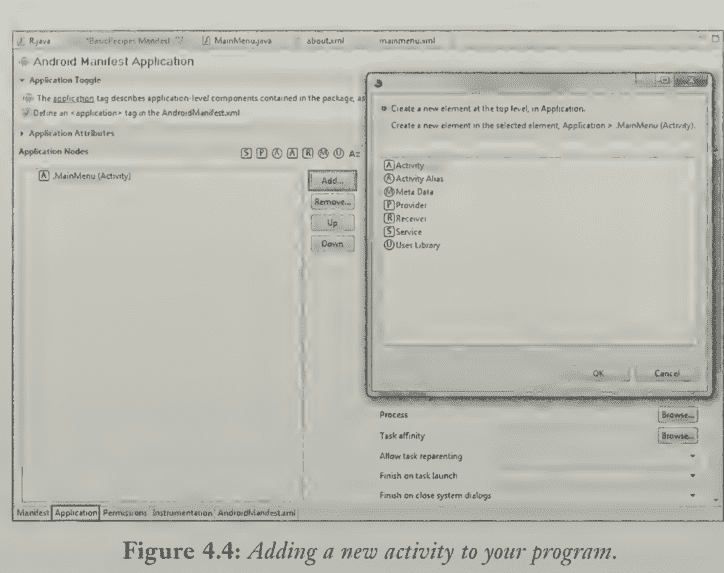 R.java *BasicRecipes Manifest MainMenu.java about.xml mainmenu.xml
Android Manifest Application
Application Toggle
The application tag describes application-level components contained in the package, as
Define an <application> tag in the AndroidManifest.xml
Application Attributes
Application Nodes S P A A R M U Az
A .MainMenu (Activity)
Add...
Remove...
Up
Down
Create a new element at the top level, in Application.
Create a new element in the selected element, Application > .MainMenu (Activity).
A Activity
A Activity Alias
M Meta Data
P Provider
R Receiver
S Service
U Uses Library
OK Cancel
Process Browse...
Task affinity Browse...
Allow task reparenting
Finish on task launch
Finish on close system dialogs
Manifest Application Permissions Instrumentation AndroidManifest.xml
Figure 4.4: Adding a new activity to your program.